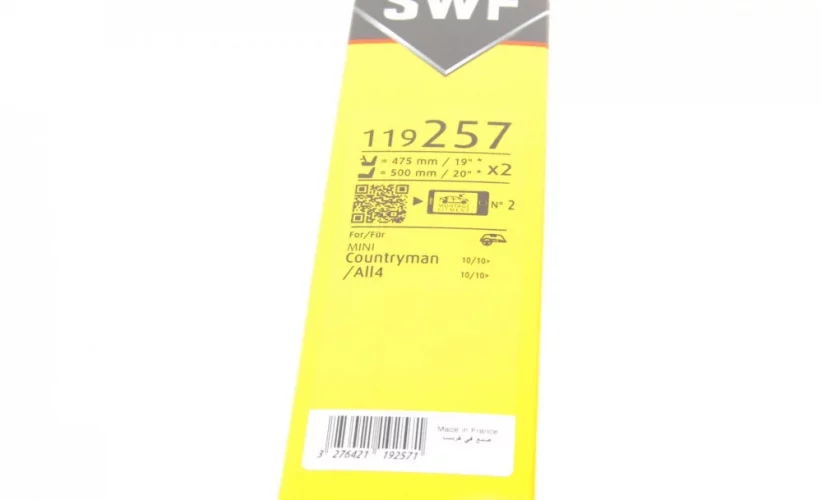 SWF
119257
= 475 mm / 19" *
= 500 mm / 20" * x2
N° 2
For/Für
MINI
Countryman 10/10>
/All4 10/10>
Made in France
صنع في فرنسا
3 276421 192571